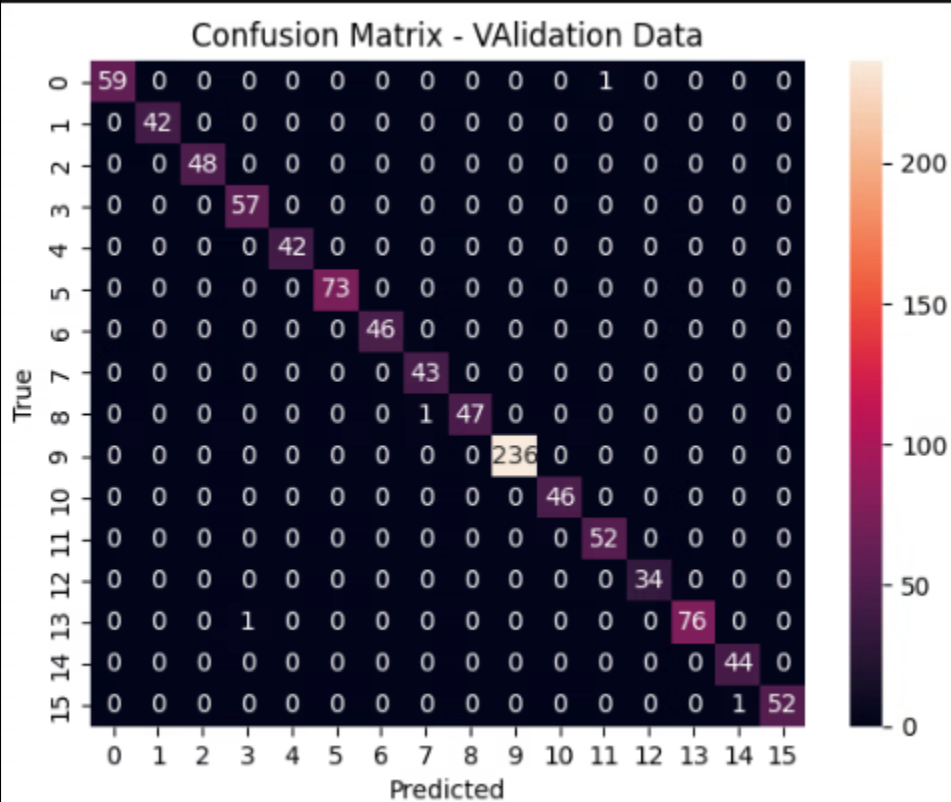 Confusion Matrix - VAlidation Data
0 59 0 0 0 0 0 0 0 0 0 0 1 0 0 0 0
1 0 42 0 0 0 0 0 0 0 0 0 0 0 0 0 0
2 0 0 48 0 0 0 0 0 0 0 0 0 0 0 0 0
3 0 0 0 57 0 0 0 0 0 0 0 0 0 0 0 0
4 0 0 0 0 42 0 0 0 0 0 0 0 0 0 0 0
5 0 0 0 0 0 73 0 0 0 0 0 0 0 0 0 0
6 0 0 0 0 0 0 46 0 0 0 0 0 0 0 0 0
7 0 0 0 0 0 0 0 43 0 0 0 0 0 0 0 0
8 0 0 0 0 0 0 0 1 47 0 0 0 0 0 0 0
9 0 0 0 0 0 0 0 0 0 236 0 0 0 0 0 0
10 0 0 0 0 0 0 0 0 0 0 46 0 0 0 0 0
11 0 0 0 0 0 0 0 0 0 0 0 52 0 0 0 0
12 0 0 0 0 0 0 0 0 0 0 0 0 34 0 0 0
13 0 0 0 1 0 0 0 0 0 0 0 0 0 76 0 0
14 0 0 0 0 0 0 0 0 0 0 0 0 0 0 44 0
15 0 0 0 0 0 0 0 0 0 0 0 0 0 0 1 52
True
0 1 2 3 4 5 6 7 8 9 10 11 12 13 14 15
Predicted
200
150
100
50
0